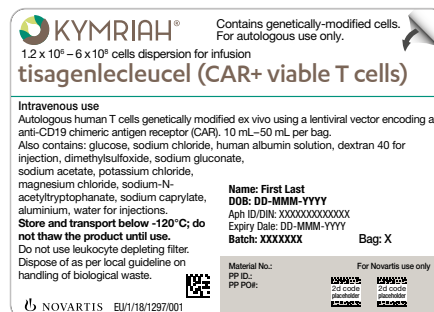 KYMRIAH®
Contains genetically-modified cells.
For autologous use only.
1.2 x 10⁶ – 6 x 10⁸ cells dispersion for infusion
tisagenlecleucel (CAR+ viable T cells)
Intravenous use
Autologous human T cells genetically modified ex vivo using a lentiviral vector encoding a
anti-CD19 chimeric antigen receptor (CAR). 10 mL–50 mL per bag.
Also contains: glucose, sodium chloride, human albumin solution, dextran 40 for
injection, dimethylsulfoxide, sodium gluconate,
sodium acetate, potassium chloride,
magnesium chloride, sodium-N-
acetyltryptophanate, sodium caprylate,
aluminium, water for injections.
Store and transport below -120°C; do
not thaw the product until use.
Do not use leukocyte depleting filter.
Dispose of as per local guideline on
handling of biological waste.
NOVARTIS EU/1/18/1297/001
Name: First Last
DOB: DD-MMM-YYYY
Aph ID/DIN: XXXXXXXXXXXXX
Expiry Date: DD-MMM-YYYY
Batch: XXXXXXX Bag: X
Material No.: For Novartis use only
PP ID.:
PP PO#:
2d code
placeholder
2d code
placeholder